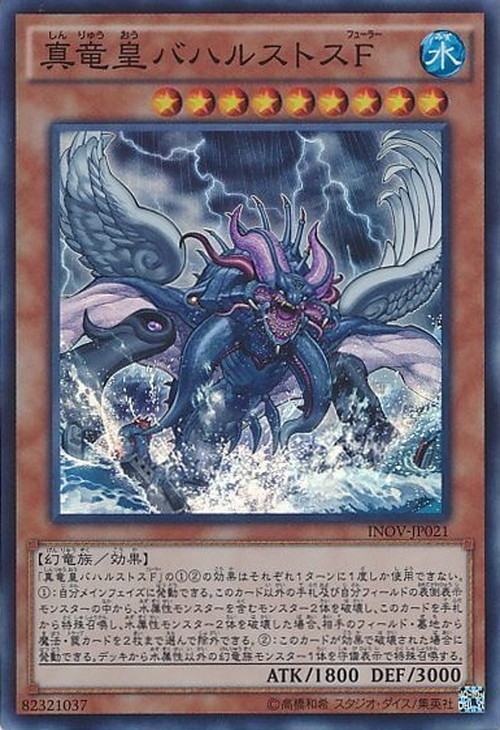 しん りゅう おう フューラー
真竜皇バハルストスF
みず
水
INOV-JP021
げんりゅうぞく こうか
【幻竜族／効果】
「真竜皇バハルストスF」の①②の効果はそれぞれ1ターンに1度しか使用できない。
①：自分メインフェイズに発動できる。このカード以外の手札及び自分フィールドの表側表示
モンスターの中から、水属性モンスターを含むモンスター2体を破壊し、このカードを手札
から特殊召喚し、水属性モンスター2体を破壊した場合、相手のフィールド・墓地から
魔法・罠カードを2枚まで選んで除外できる。②：このカードが効果で破壊された場合に
発動できる。デッキから水属性以外の幻竜族モンスター1体を守備表示で特殊召喚する。
ATK/1800 DEF/3000
82321037 ©高橋和希 スタジオ・ダイス/集英社